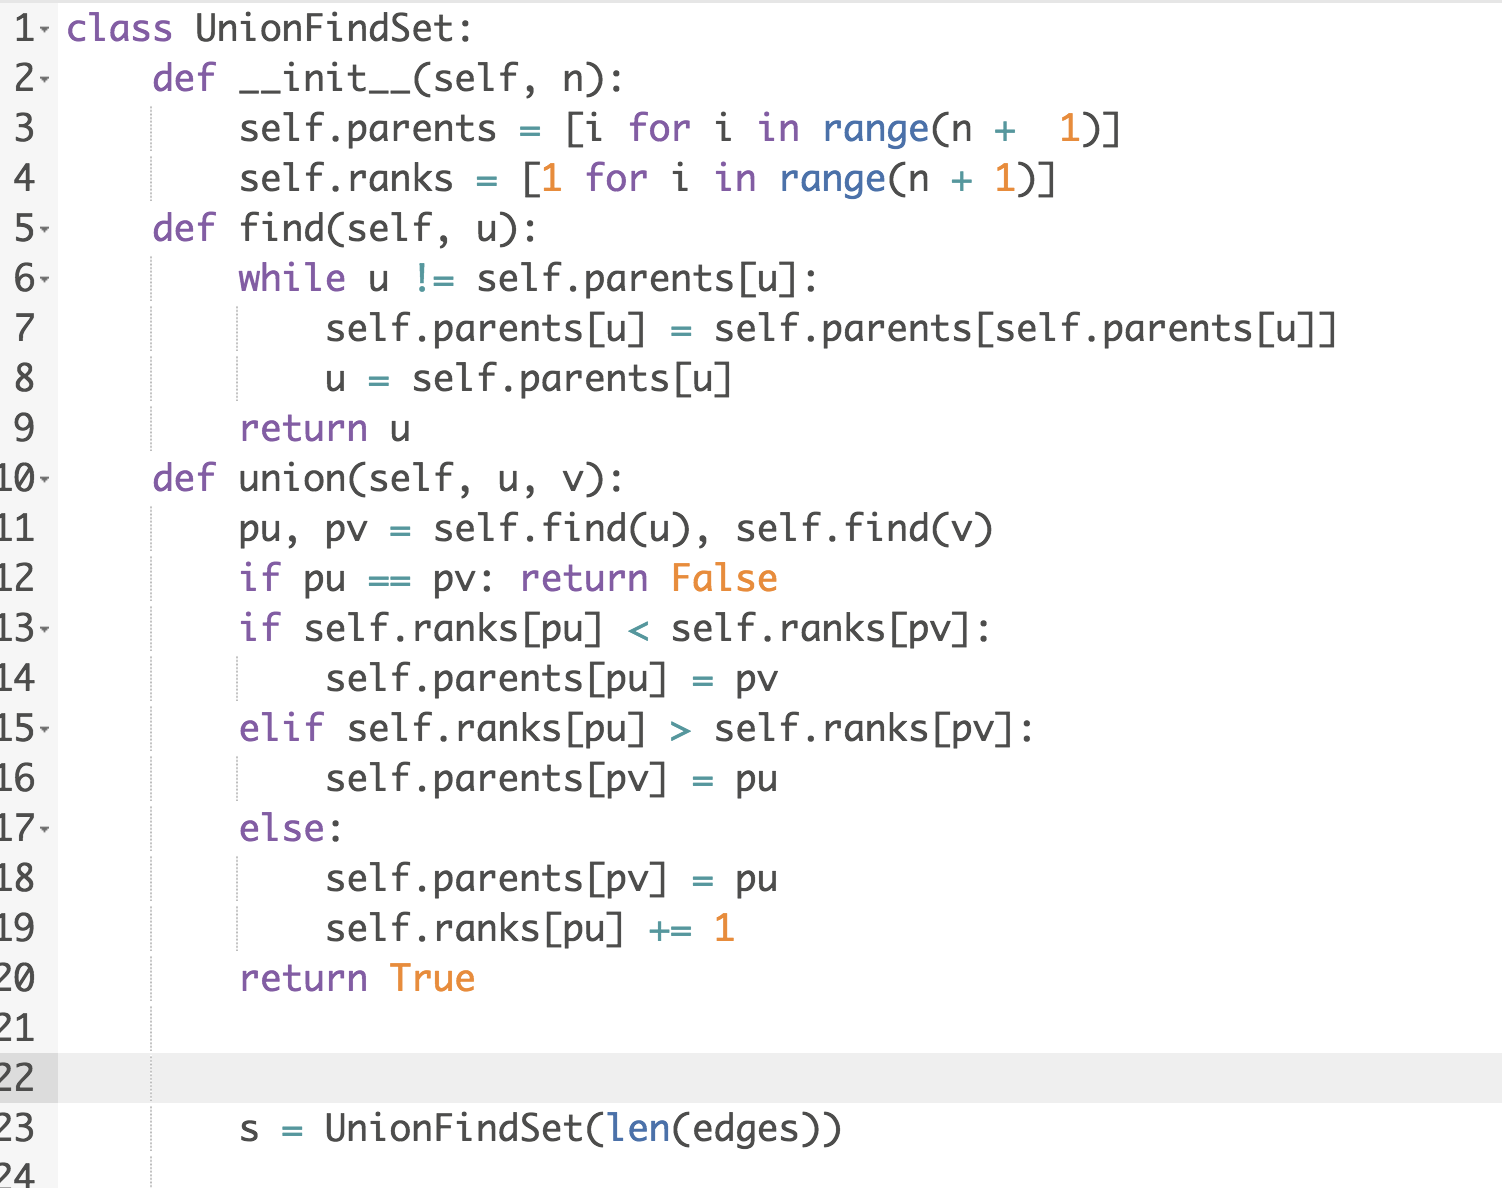 1 class UnionFindSet:
2     def __init__(self, n):
3         self.parents = [i for i in range(n +  1)]
4         self.ranks = [1 for i in range(n + 1)]
5     def find(self, u):
6         while u != self.parents[u]:
7             self.parents[u] = self.parents[self.parents[u]]
8             u = self.parents[u]
9         return u
10     def union(self, u, v):
11         pu, pv = self.find(u), self.find(v)
12         if pu == pv: return False
13         if self.ranks[pu] < self.ranks[pv]:
14             self.parents[pu] = pv
15         elif self.ranks[pu] > self.ranks[pv]:
16             self.parents[pv] = pu
17         else:
18             self.parents[pv] = pu
19             self.ranks[pu] += 1
20         return True
21
22
23         s = UnionFindSet(len(edges))
24